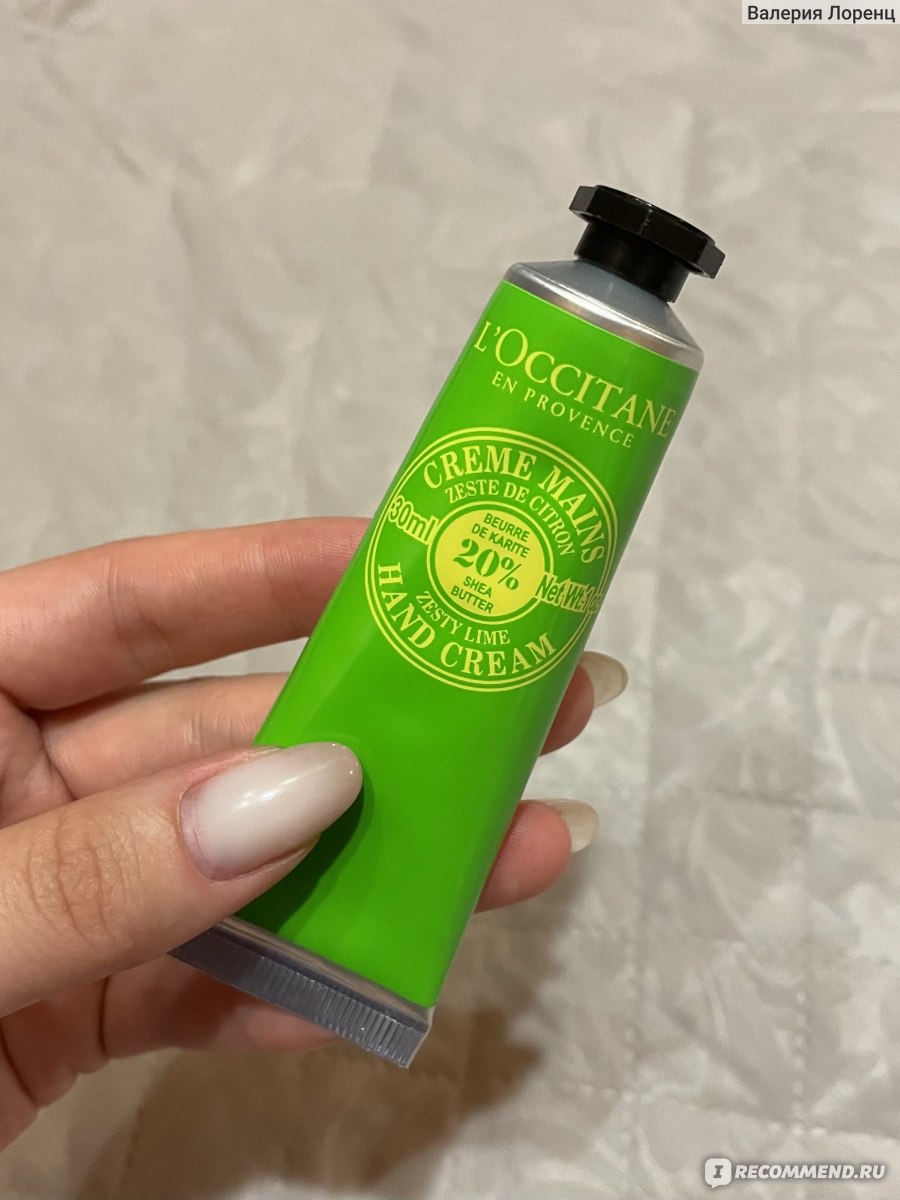 Валерия Лоренц
L'OCCITANE
EN PROVENCE
CREME MAINS
ZESTE DE CITRON
30ml
BEURRE
DE KARITE
20%
SHEA
BUTTER
Net Wt.
ZESTY LIME
HAND CREAM
IRECOMMEND.RU